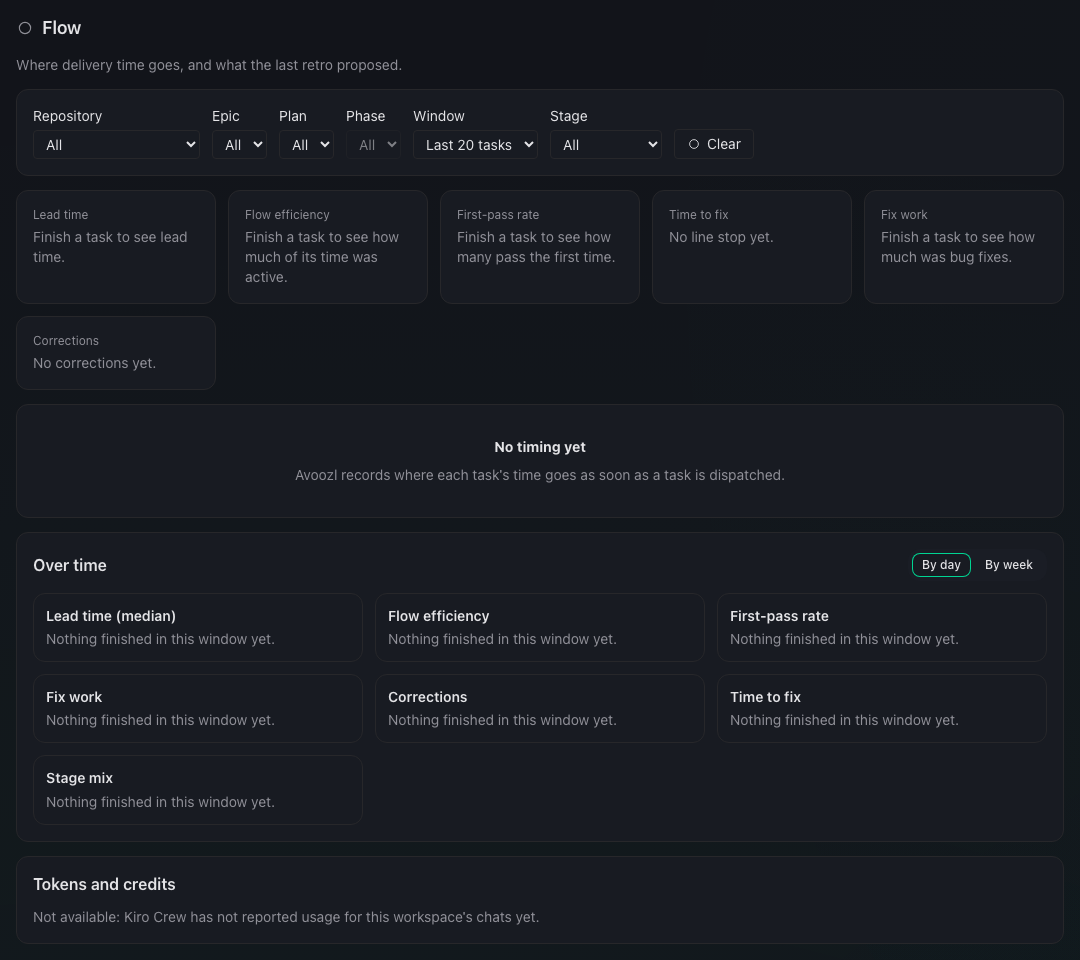 Flow
Where delivery time goes, and what the last retro proposed.
Repository Epic Plan Phase Window Stage
All All All All Last 20 tasks All Clear
Lead time
Finish a task to see lead
time.
Flow efficiency
Finish a task to see how
much of its time was
active.
First-pass rate
Finish a task to see how
many pass the first time.
Time to fix
No line stop yet.
Fix work
Finish a task to see how
much was bug fixes.
Corrections
No corrections yet.
No timing yet
Avoozl records where each task's time goes as soon as a task is dispatched.
Over time
By day By week
Lead time (median)
Nothing finished in this window yet.
Flow efficiency
Nothing finished in this window yet.
First-pass rate
Nothing finished in this window yet.
Fix work
Nothing finished in this window yet.
Corrections
Nothing finished in this window yet.
Time to fix
Nothing finished in this window yet.
Stage mix
Nothing finished in this window yet.
Tokens and credits
Not available: Kiro Crew has not reported usage for this workspace's chats yet.